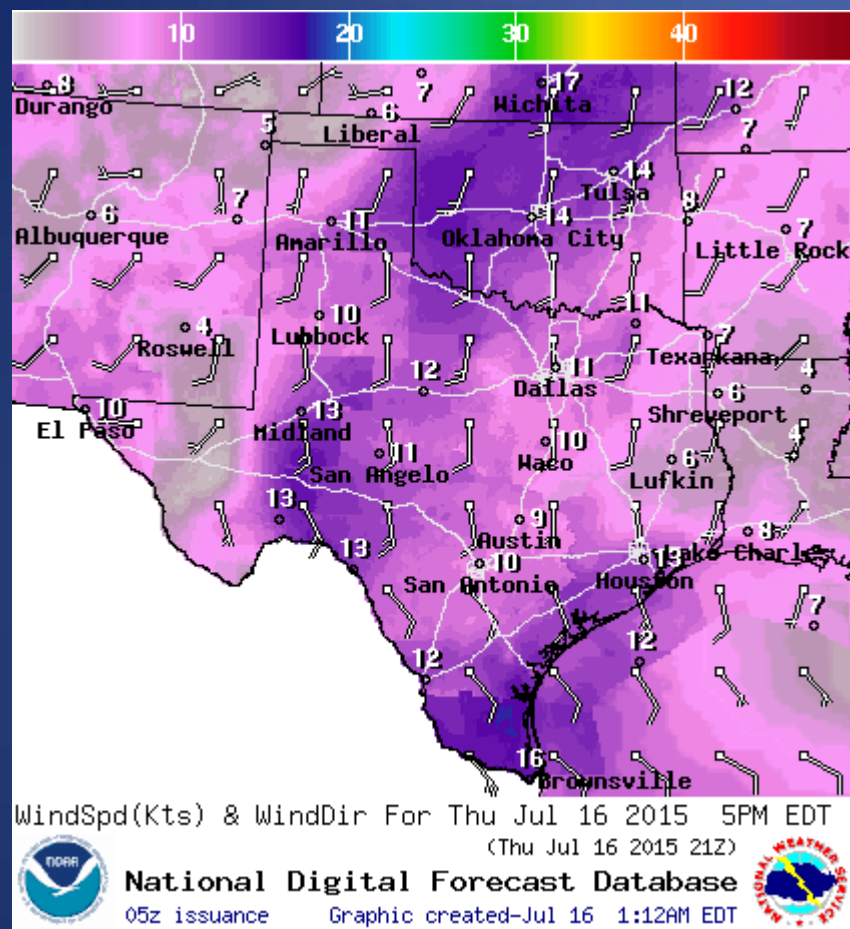 10 20 30 40
8 7 17 12
Durango Wichita
6 Liberal
5 7
14
Tulsa
6 7 11 14 8 7
Albuquerque Amarillo Oklahoma City Little Rock
4 10 11
Roswell Lubbock 7
Texarkana
12 11
Dallas 6 4
10 13 Shreveport
El Paso Midland
11 10 4
San Angelo Waco 6
Lufkin
13 9 8
Austin Lake Charles
13 10 13
San Antonio Houston
7
12 12
16
Brownsville
WindSpd(Kts) & WindDir For Thu Jul 16 2015 5PM EDT
(Thu Jul 16 2015 21Z)
NOAA
National Digital Forecast Database
05z issuance Graphic created-Jul 16 1:12AM EDT
NATIONAL WEATHER SERVICE